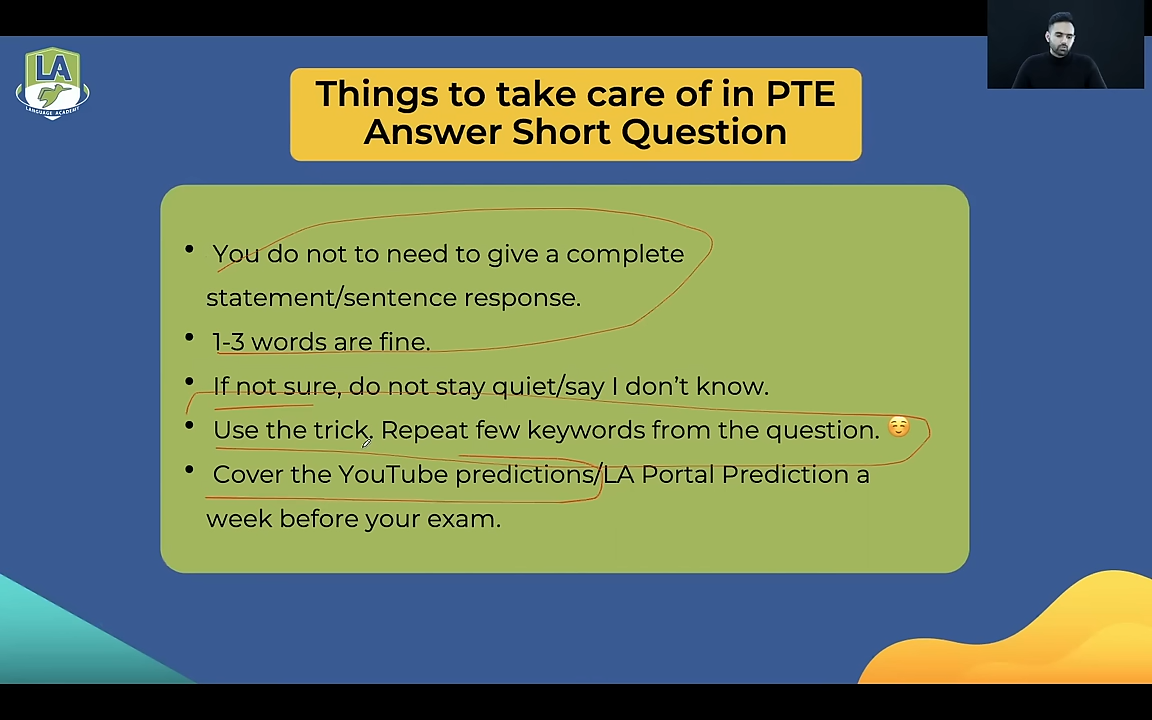 LA
LANGUAGE ACADEMY
Things to take care of in PTE
Answer Short Question
• You do not to need to give a complete
statement/sentence response.
• 1-3 words are fine.
• If not sure, do not stay quiet/say I don’t know.
• Use the trick. Repeat few keywords from the question. ☺️
• Cover the YouTube predictions/LA Portal Prediction a
week before your exam.